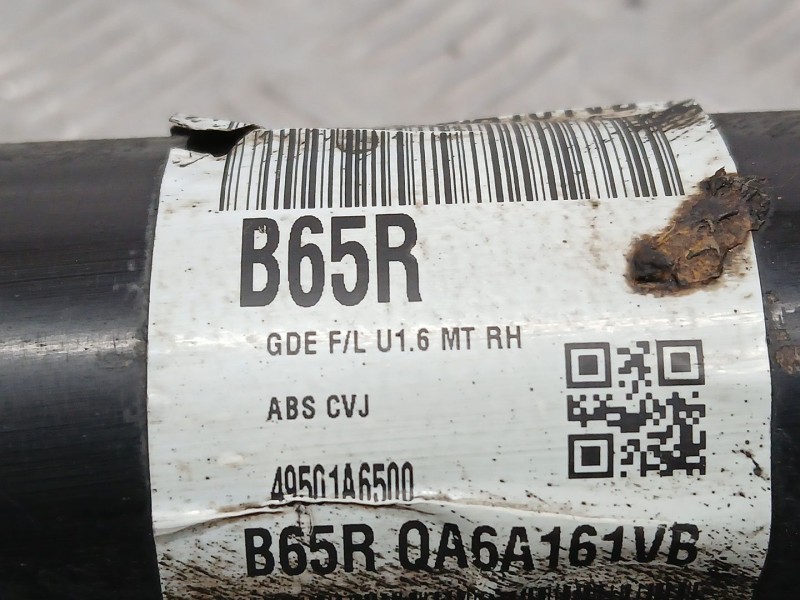 B65R
GDE F/L U1.6 MT RH
ABS CVJ
49501A6500
B65R QA6A161VB